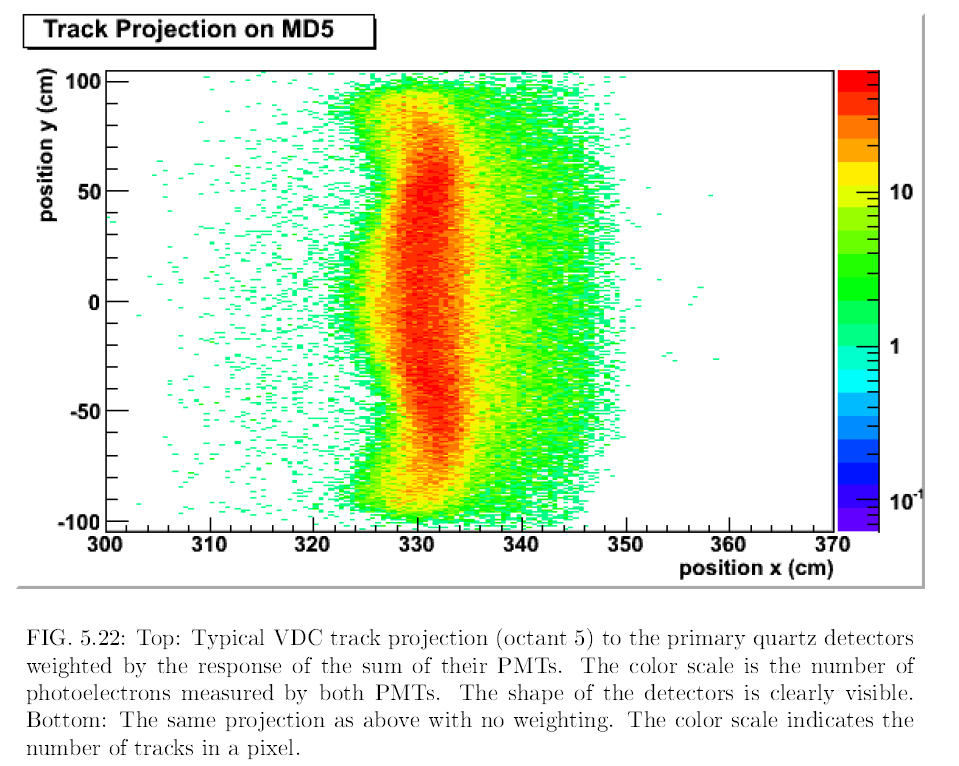 Track Projection on MD5
position y (cm)
100
50
0
-50
-100
300 310 320 330 340 350 360 370
position x (cm)
10
1
10-1
FIG. 5.22: Top: Typical VDC track projection (octant 5) to the primary quartz detectors
weighted by the response of the sum of their PMTs. The color scale is the number of
photoelectrons measured by both PMTs. The shape of the detectors is clearly visible.
Bottom: The same projection as above with no weighting. The color scale indicates the
number of tracks in a pixel.